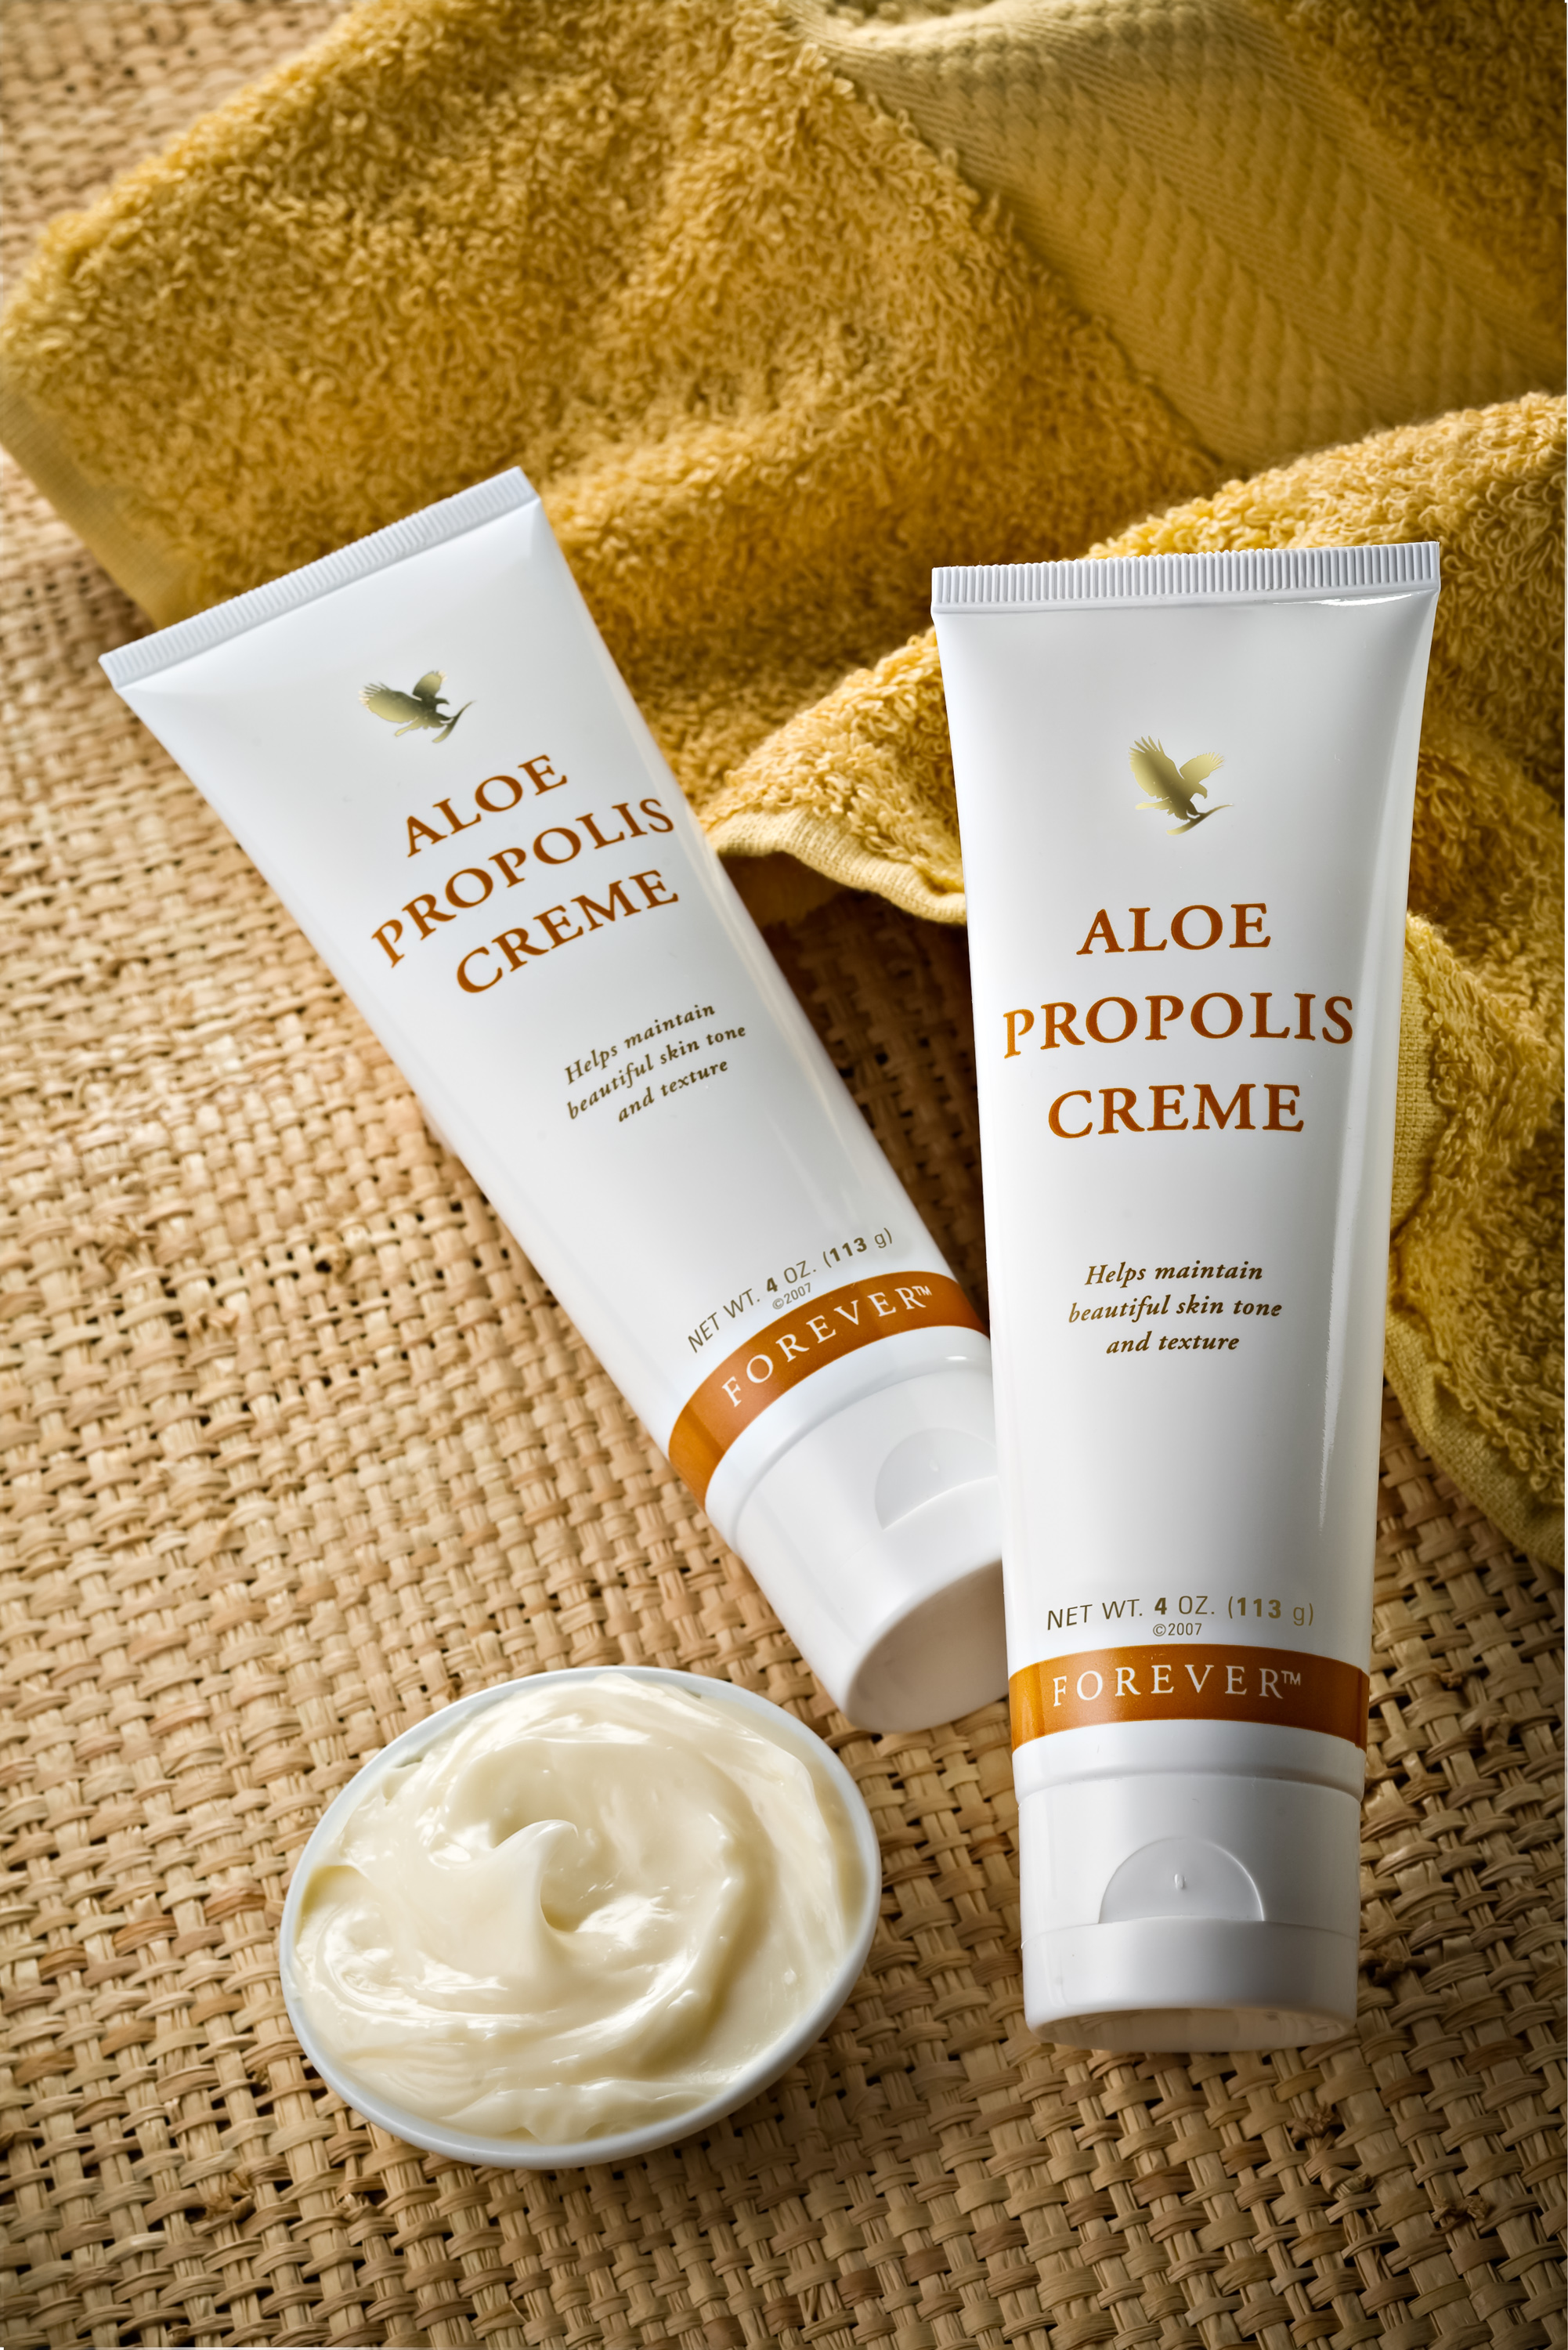 ALOE
PROPOLIS
CREME
Helps maintain
beautiful skin tone
and texture
NET WT. 4 OZ. (113 g)
©2007
FOREVER™
ALOE
PROPOLIS
CREME
Helps maintain
beautiful skin tone
and texture
NET WT. 4 OZ. (113 g)
©2007
FOREVER™